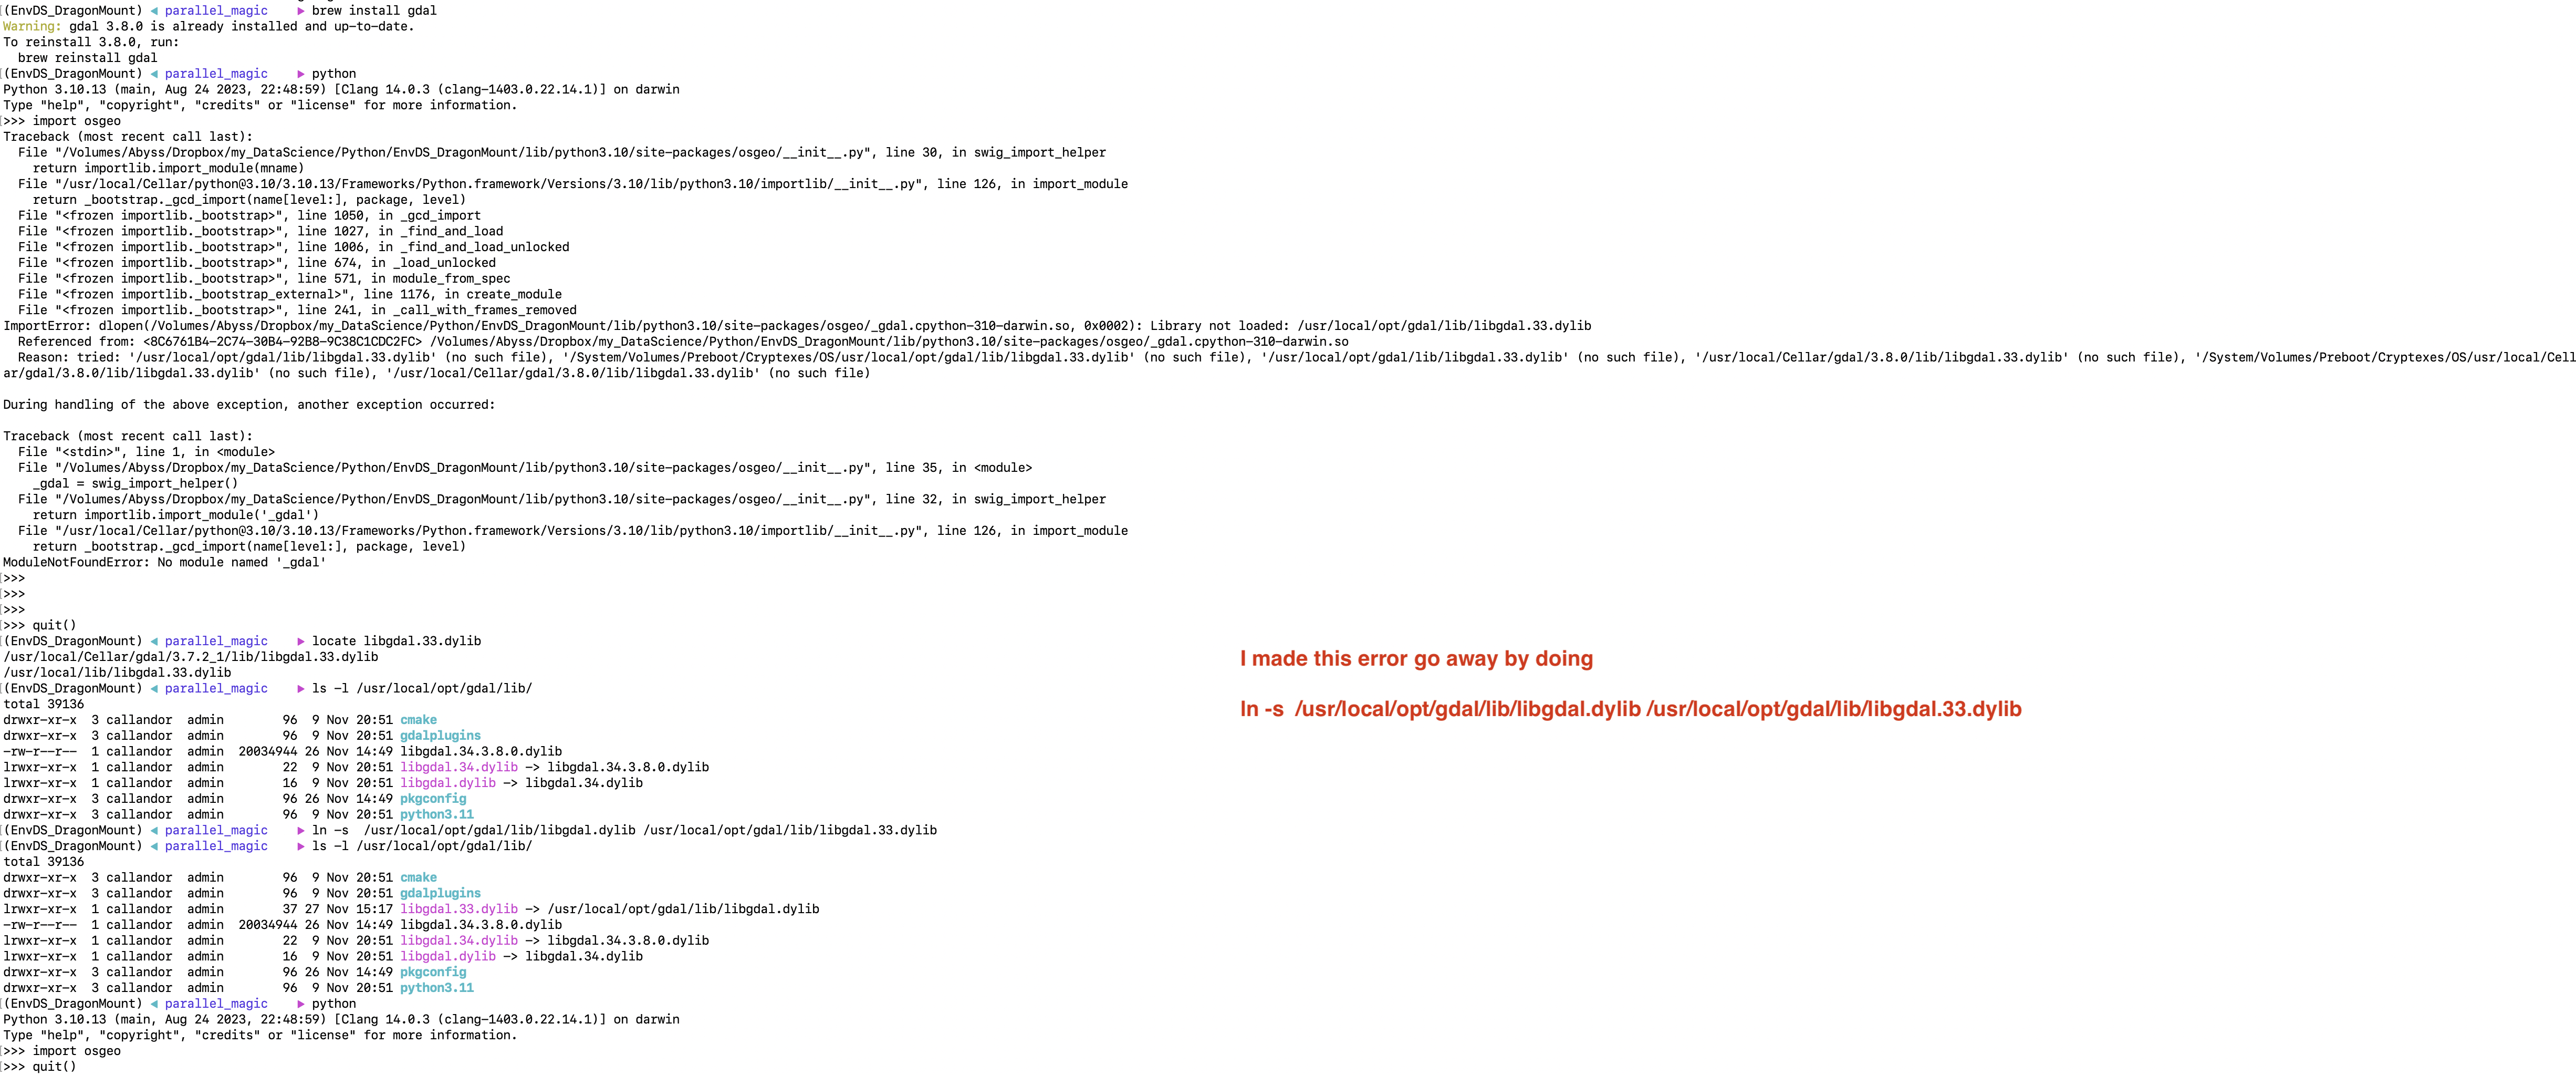 (EnvDS_DragonMount) ◀ parallel_magic ▶ brew install gdal
Warning: gdal 3.8.0 is already installed and up-to-date.
To reinstall 3.8.0, run:
  brew reinstall gdal
(EnvDS_DragonMount) ◀ parallel_magic ▶ python
Python 3.10.13 (main, Aug 24 2023, 22:48:59) [Clang 14.0.3 (clang-1403.0.22.14.1)] on darwin
Type "help", "copyright", "credits" or "license" for more information.
>>> import osgeo
Traceback (most recent call last):
  File "/Volumes/Abyss/Dropbox/my_DataScience/Python/EnvDS_DragonMount/lib/python3.10/site-packages/osgeo/__init__.py", line 30, in swig_import_helper
    return importlib.import_module(mname)
  File "/usr/local/Cellar/python@3.10/3.10.13/Frameworks/Python.framework/Versions/3.10/lib/python3.10/importlib/__init__.py", line 126, in import_module
    return _bootstrap._gcd_import(name[level:], package, level)
  File "<frozen importlib._bootstrap>", line 1050, in _gcd_import
  File "<frozen importlib._bootstrap>", line 1027, in _find_and_load
  File "<frozen importlib._bootstrap>", line 1006, in _find_and_load_unlocked
  File "<frozen importlib._bootstrap>", line 674, in _load_unlocked
  File "<frozen importlib._bootstrap>", line 571, in module_from_spec
  File "<frozen importlib._bootstrap_external>", line 1176, in create_module
  File "<frozen importlib._bootstrap>", line 241, in _call_with_frames_removed
ImportError: dlopen(/Volumes/Abyss/Dropbox/my_DataScience/Python/EnvDS_DragonMount/lib/python3.10/site-packages/osgeo/_gdal.cpython-310-darwin.so, 0x0002): Library not loaded: /usr/local/opt/gdal/lib/libgdal.33.dylib
  Referenced from: <8C6761B4-2C74-30B4-92B8-9C38C1CDC2FC> /Volumes/Abyss/Dropbox/my_DataScience/Python/EnvDS_DragonMount/lib/python3.10/site-packages/osgeo/_gdal.cpython-310-darwin.so
  Reason: tried: '/usr/local/opt/gdal/lib/libgdal.33.dylib' (no such file), '/System/Volumes/Preboot/Cryptexes/OS/usr/local/opt/gdal/lib/libgdal.33.dylib' (no such file), '/usr/local/opt/gdal/lib/libgdal.33.dylib' (no such file), '/usr/local/Cellar/gdal/3.8.0/lib/libgdal.33.dylib' (no such file), '/System/Volumes/Preboot/Cryptexes/OS/usr/local/Cell
ar/gdal/3.8.0/lib/libgdal.33.dylib' (no such file), '/usr/local/Cellar/gdal/3.8.0/lib/libgdal.33.dylib' (no such file)
During handling of the above exception, another exception occurred:
Traceback (most recent call last):
  File "<stdin>", line 1, in <module>
  File "/Volumes/Abyss/Dropbox/my_DataScience/Python/EnvDS_DragonMount/lib/python3.10/site-packages/osgeo/__init__.py", line 35, in <module>
    _gdal = swig_import_helper()
  File "/Volumes/Abyss/Dropbox/my_DataScience/Python/EnvDS_DragonMount/lib/python3.10/site-packages/osgeo/__init__.py", line 32, in swig_import_helper
    return importlib.import_module('_gdal')
  File "/usr/local/Cellar/python@3.10/3.10.13/Frameworks/Python.framework/Versions/3.10/lib/python3.10/importlib/__init__.py", line 126, in import_module
    return _bootstrap._gcd_import(name[level:], package, level)
ModuleNotFoundError: No module named '_gdal'
>>>
>>>
>>>
>>> quit()
(EnvDS_DragonMount) ◀ parallel_magic ▶ locate libgdal.33.dylib
/usr/local/Cellar/gdal/3.7.2_1/lib/libgdal.33.dylib
/usr/local/lib/libgdal.33.dylib
(EnvDS_DragonMount) ◀ parallel_magic ▶ ls -l /usr/local/opt/gdal/lib/
total 39136
drwxr-xr-x 3 callandor admin 96 9 Nov 20:51 cmake
drwxr-xr-x 3 callandor admin 96 9 Nov 20:51 gdalplugins
-rw-r--r-- 1 callandor admin 20034944 26 Nov 14:49 libgdal.34.3.8.0.dylib
lrwxr-xr-x 1 callandor admin 22 9 Nov 20:51 libgdal.34.dylib -> libgdal.34.3.8.0.dylib
lrwxr-xr-x 1 callandor admin 16 9 Nov 20:51 libgdal.dylib -> libgdal.34.dylib
drwxr-xr-x 3 callandor admin 96 26 Nov 14:49 pkgconfig
drwxr-xr-x 3 callandor admin 96 9 Nov 20:51 python3.11
(EnvDS_DragonMount) ◀ parallel_magic ▶ ln -s  /usr/local/opt/gdal/lib/libgdal.dylib /usr/local/opt/gdal/lib/libgdal.33.dylib
(EnvDS_DragonMount) ◀ parallel_magic ▶ ls -l /usr/local/opt/gdal/lib/
total 39136
drwxr-xr-x 3 callandor admin 96 9 Nov 20:51 cmake
drwxr-xr-x 3 callandor admin 96 9 Nov 20:51 gdalplugins
lrwxr-xr-x 1 callandor admin 37 27 Nov 15:17 libgdal.33.dylib -> /usr/local/opt/gdal/lib/libgdal.dylib
-rw-r--r-- 1 callandor admin 20034944 26 Nov 14:49 libgdal.34.3.8.0.dylib
lrwxr-xr-x 1 callandor admin 22 9 Nov 20:51 libgdal.34.dylib -> libgdal.34.3.8.0.dylib
lrwxr-xr-x 1 callandor admin 16 9 Nov 20:51 libgdal.dylib -> libgdal.34.dylib
drwxr-xr-x 3 callandor admin 96 26 Nov 14:49 pkgconfig
drwxr-xr-x 3 callandor admin 96 9 Nov 20:51 python3.11
(EnvDS_DragonMount) ◀ parallel_magic ▶ python
Python 3.10.13 (main, Aug 24 2023, 22:48:59) [Clang 14.0.3 (clang-1403.0.22.14.1)] on darwin
Type "help", "copyright", "credits" or "license" for more information.
>>> import osgeo
>>> quit()
I made this error go away by doing
ln -s  /usr/local/opt/gdal/lib/libgdal.dylib /usr/local/opt/gdal/lib/libgdal.33.dylib